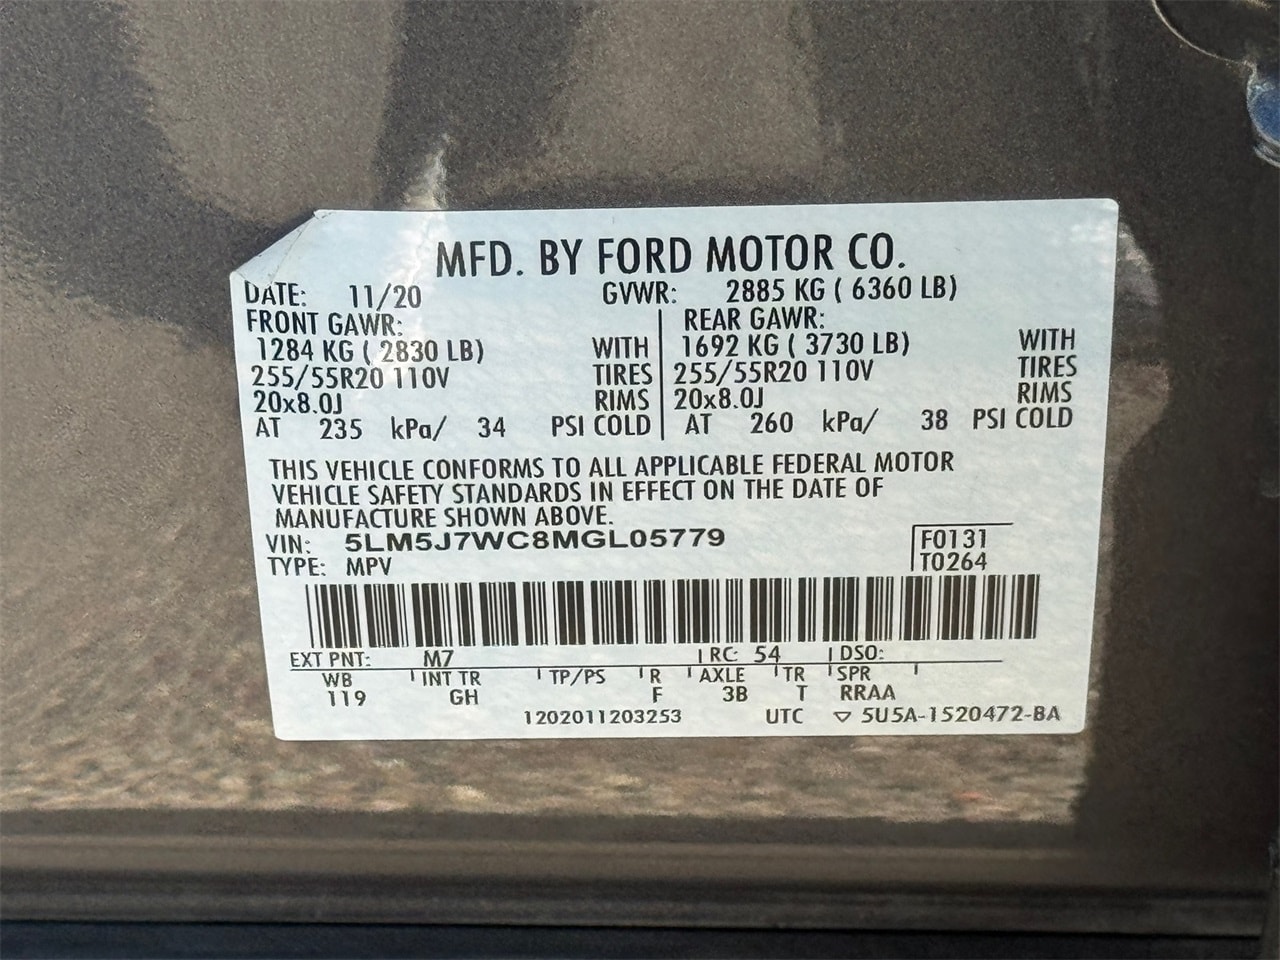 MFD. BY FORD MOTOR CO.
DATE: 11/20 GVWR: 2885 KG ( 6360 LB)
FRONT GAWR: REAR GAWR:
1284 KG ( 2830 LB) WITH 1692 KG ( 3730 LB) WITH
255/55R20 110V TIRES 255/55R20 110V TIRES
20x8.0J RIMS 20x8.0J RIMS
AT 235 kPa/ 34 PSI COLD AT 260 kPa/ 38 PSI COLD
THIS VEHICLE CONFORMS TO ALL APPLICABLE FEDERAL MOTOR
VEHICLE SAFETY STANDARDS IN EFFECT ON THE DATE OF
MANUFACTURE SHOWN ABOVE.
VIN: 5LM5J7WC8MGL05779 F0131
TYPE: MPV T0264
EXT PNT: M7 RC: 54 DSO:
WB INT TR TP/PS R AXLE TR SPR
119 GH F 3B T RRAA
1202011203253 UTC ▽ 5U5A-1520472-BA